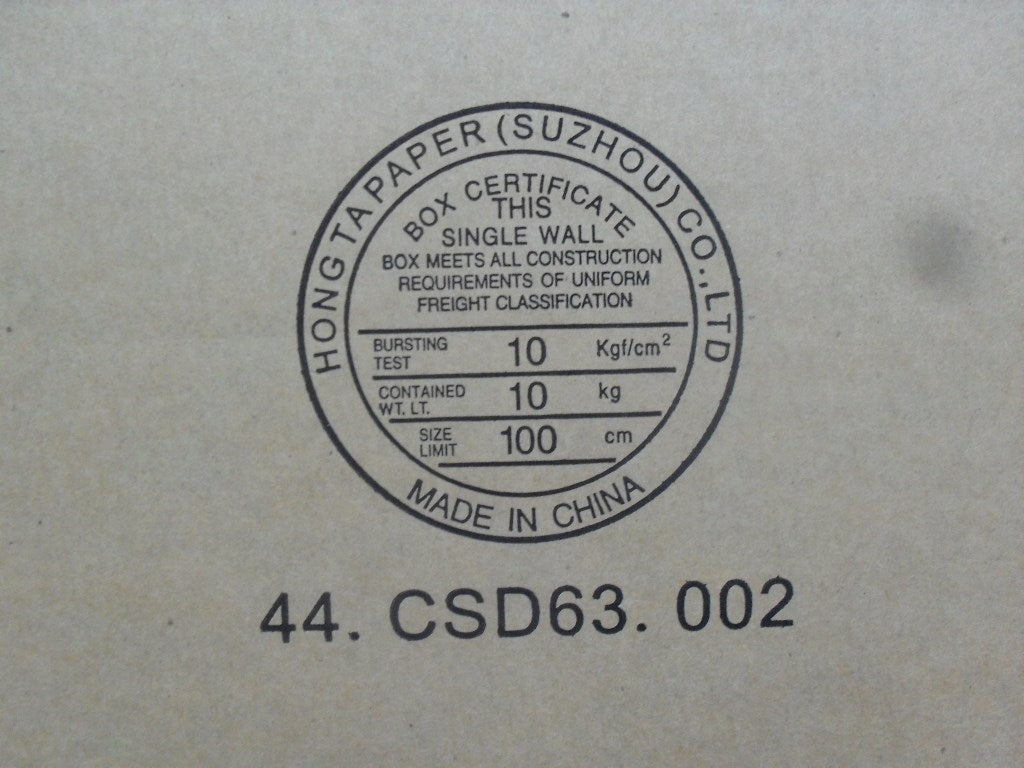 HONG TA PAPER (SUZHOU) CO., LTD
BOX CERTIFICATE
THIS
SINGLE WALL
BOX MEETS ALL CONSTRUCTION
REQUIREMENTS OF UNIFORM
FREIGHT CLASSIFICATION
BURSTING TEST 10 Kgf/cm²
CONTAINED WT. LT. 10 kg
SIZE LIMIT 100 cm
MADE IN CHINA
44. CSD63. 002